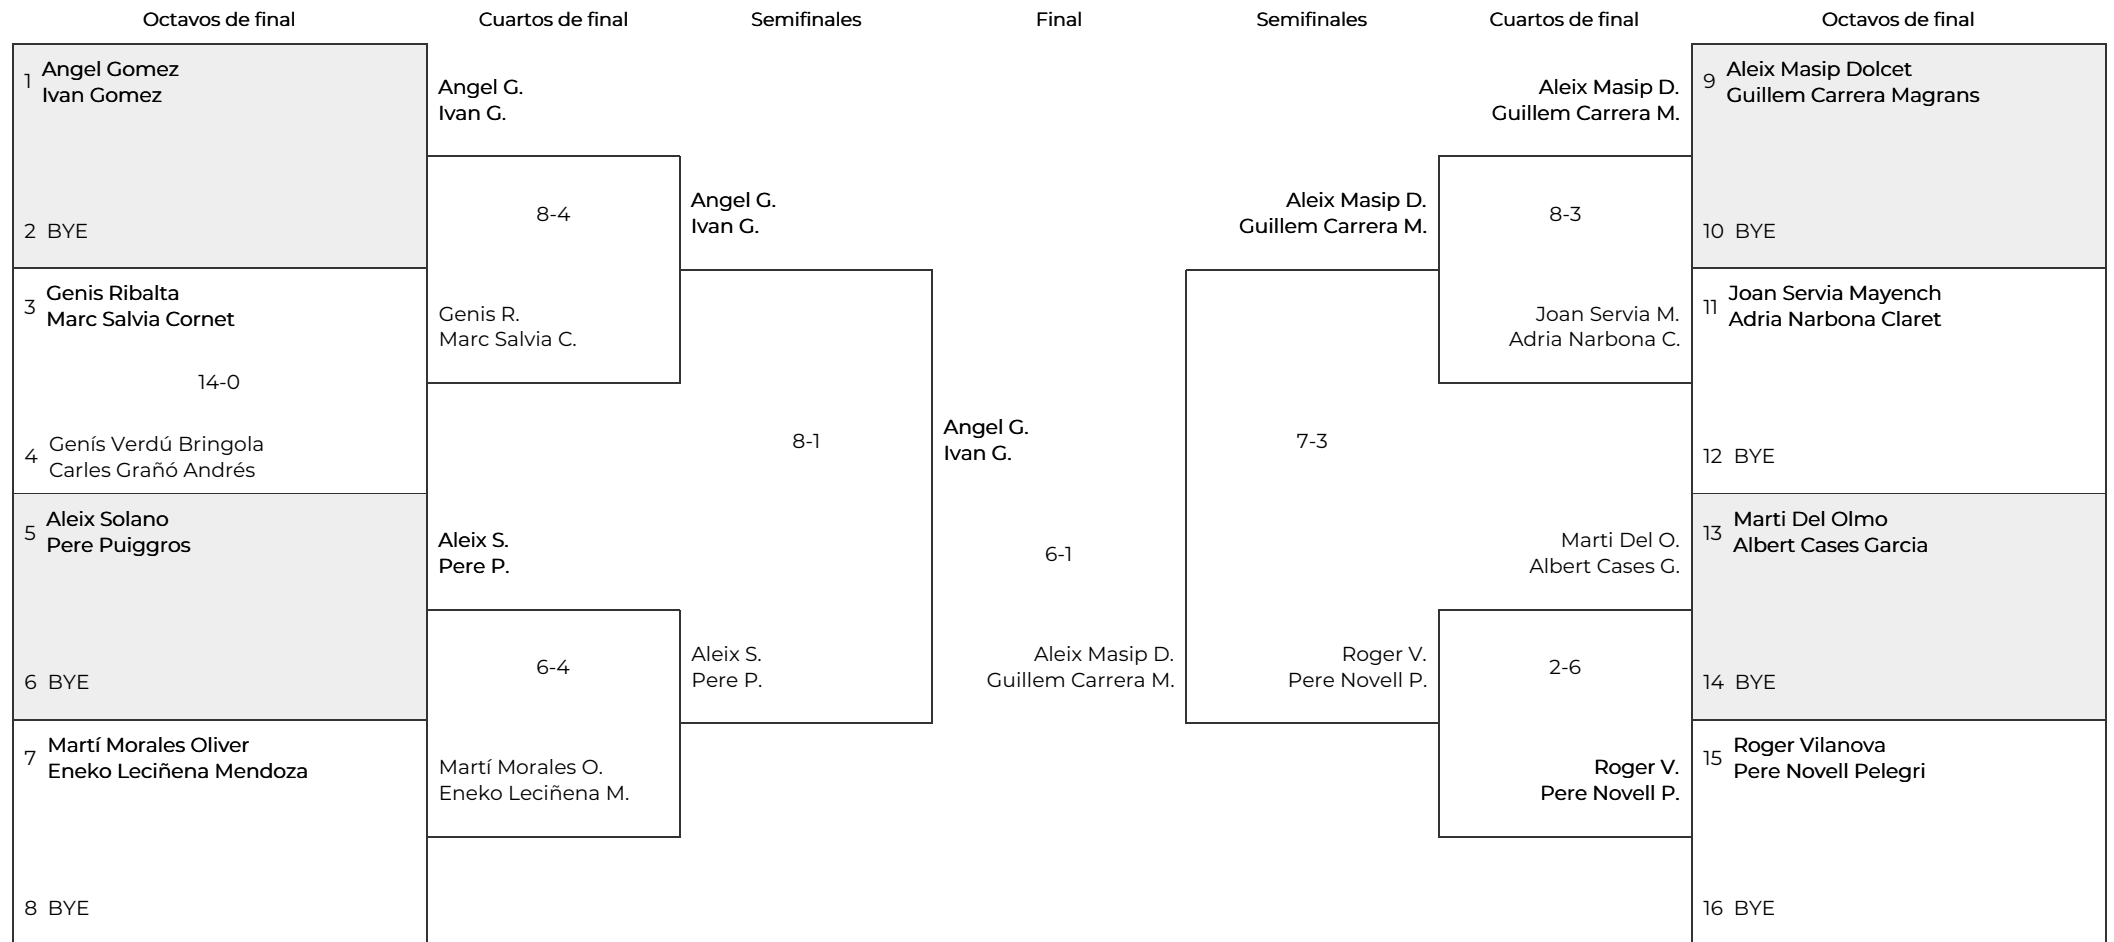 Octavos de final
Cuartos de final
Semifinales
Final
Semifinales
Cuartos de final
Octavos de final
1 Angel Gomez
Ivan Gomez
2 BYE
3 Genis Ribalta
Marc Salvia Cornet
14-0
4 Genís Verdú Bringola
Carles Grañó Andrés
5 Aleix Solano
Pere Puiggros
6 BYE
7 Martí Morales Oliver
Eneko Leciñena Mendoza
8 BYE
Angel G.
Ivan G.
8-4
Genis R.
Marc Salvia C.
Aleix S.
Pere P.
6-4
Martí Morales O.
Eneko Leciñena M.
Angel G.
Ivan G.
8-1
Aleix S.
Pere P.
Angel G.
Ivan G.
6-1
Aleix Masip D.
Guillem Carrera M.
Aleix Masip D.
Guillem Carrera M.
7-3
Roger V.
Pere Novell P.
Aleix Masip D.
Guillem Carrera M.
8-3
Joan Servia M.
Adria Narbona C.
Marti Del O.
Albert Cases G.
2-6
Roger V.
Pere Novell P.
9 Aleix Masip Dolcet
Guillem Carrera Magrans
10 BYE
11 Joan Servia Mayench
Adria Narbona Claret
12 BYE
13 Marti Del Olmo
Albert Cases Garcia
14 BYE
15 Roger Vilanova
Pere Novell Pelegri
16 BYE